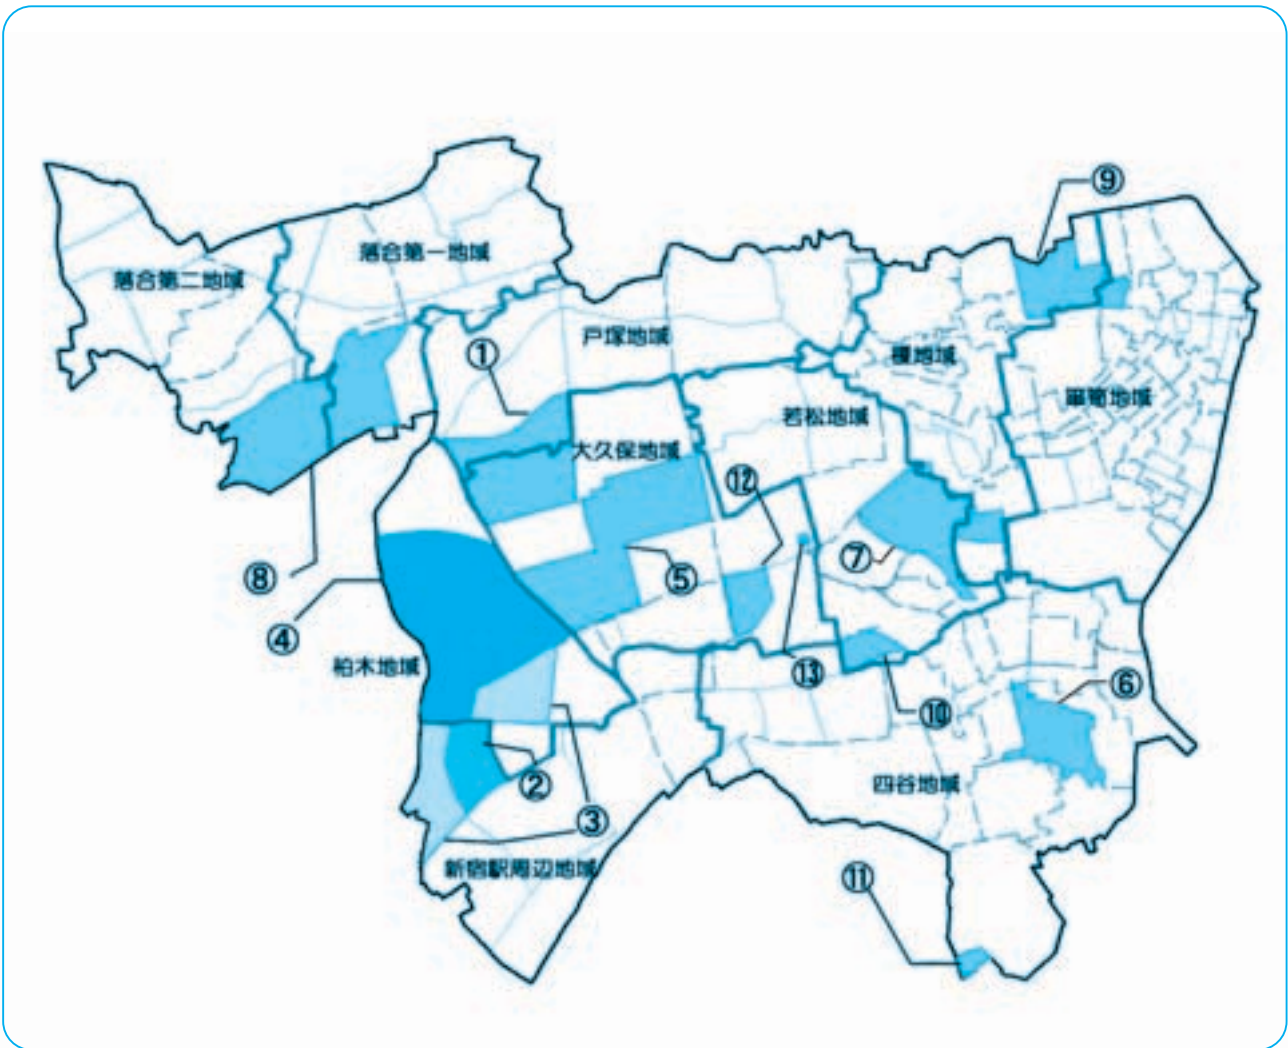 ⑨
落合第一地域
落合第二地域
戸塚地域
①
榎地域
箪笥地域
若松地域
大久保地域
⑫
⑦
⑧
⑤
④
柏木地域
⑬
⑥
⑩
②
四谷地域
③
新宿駅周辺地域
⑪